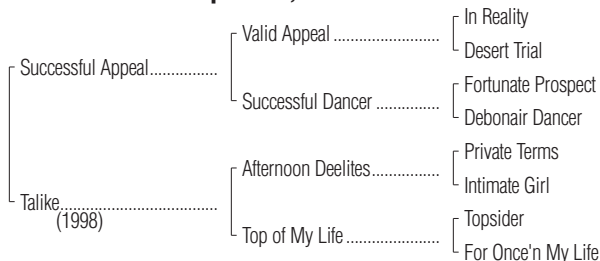 In Reality
Valid Appeal ....................
Desert Trial
Successful Appeal...............
Fortunate Prospect
Successful Dancer ............
Debonair Dancer
Private Terms
Afternoon Deelites.............
Intimate Girl
Talike..................................
(1998)
Topsider
Top of My Life ..................
For Once'n My Life